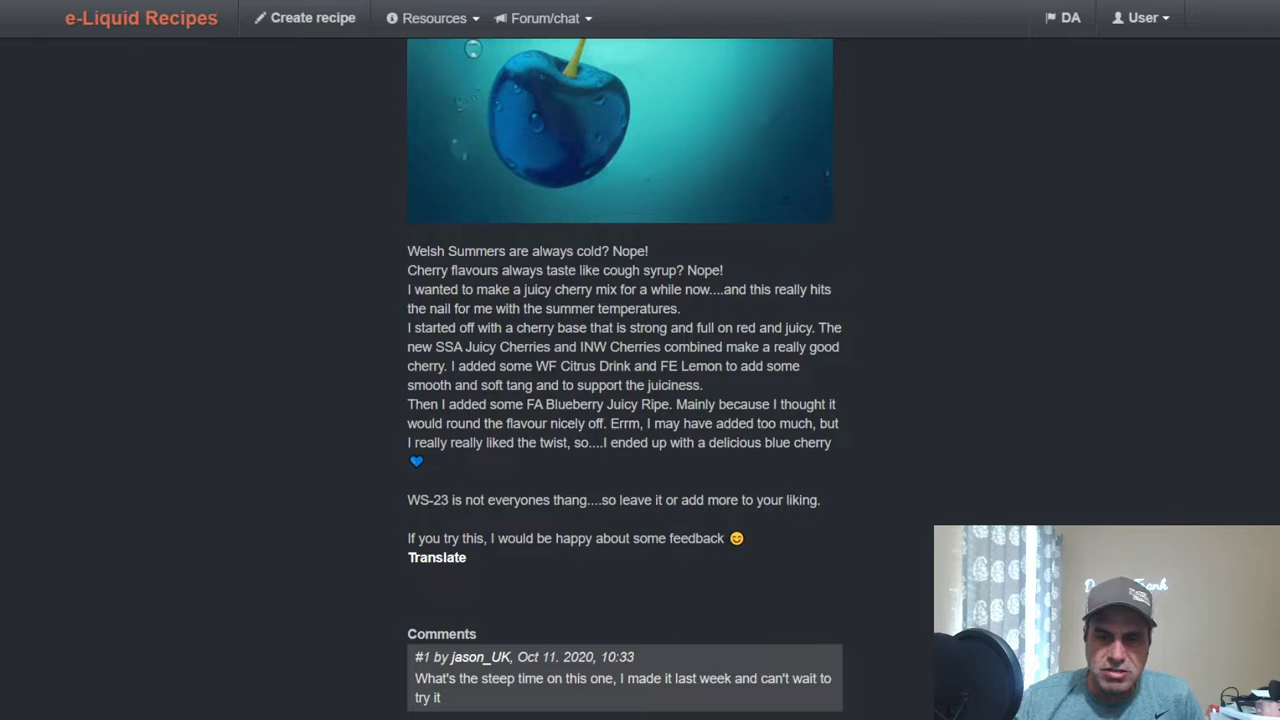 e-Liquid Recipes
Create recipe
Resources
Forum/chat
DA
User
Welsh Summers are always cold? Nope!
Cherry flavours always taste like cough syrup? Nope!
I wanted to make a juicy cherry mix for a while now....and this really hits
the nail for me with the summer temperatures.
I started off with a cherry base that is strong and full on red and juicy. The
new SSA Juicy Cherries and INW Cherries combined make a really good
cherry. I added some WF Citrus Drink and FE Lemon to add some
smooth and soft tang and to support the juiciness.
Then I added some FA Blueberry Juicy Ripe. Mainly because I thought it
would round the flavour nicely off. Errm, I may have added too much, but
I really really liked the twist, so....I ended up with a delicious blue cherry
💙
WS-23 is not everyones thang....so leave it or add more to your liking.
If you try this, I would be happy about some feedback 😊
Translate
Comments
#1 by jason_UK, Oct 11. 2020, 10:33
What's the steep time on this one, I made it last week and can't wait to
try it